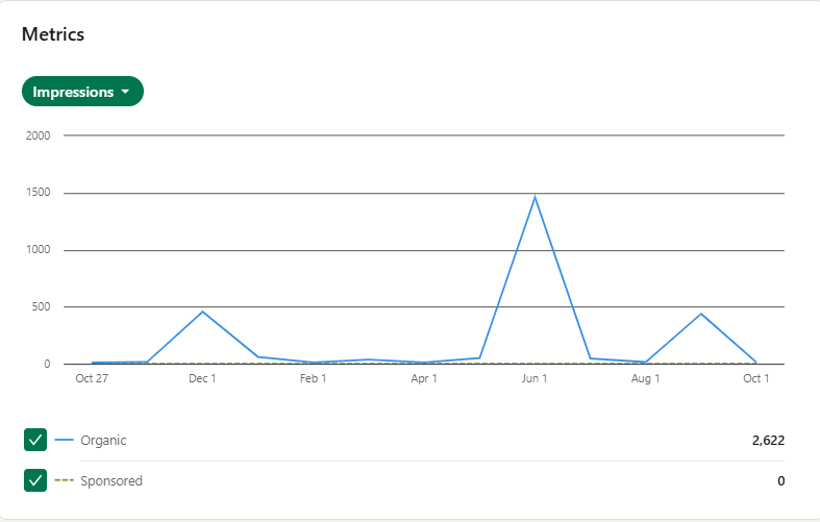 Metrics
Impressions
2000
1500
1000
500
0
Oct 27 Dec 1 Feb 1 Apr 1 Jun 1 Aug 1 Oct 1
Organic 2,622
Sponsored 0